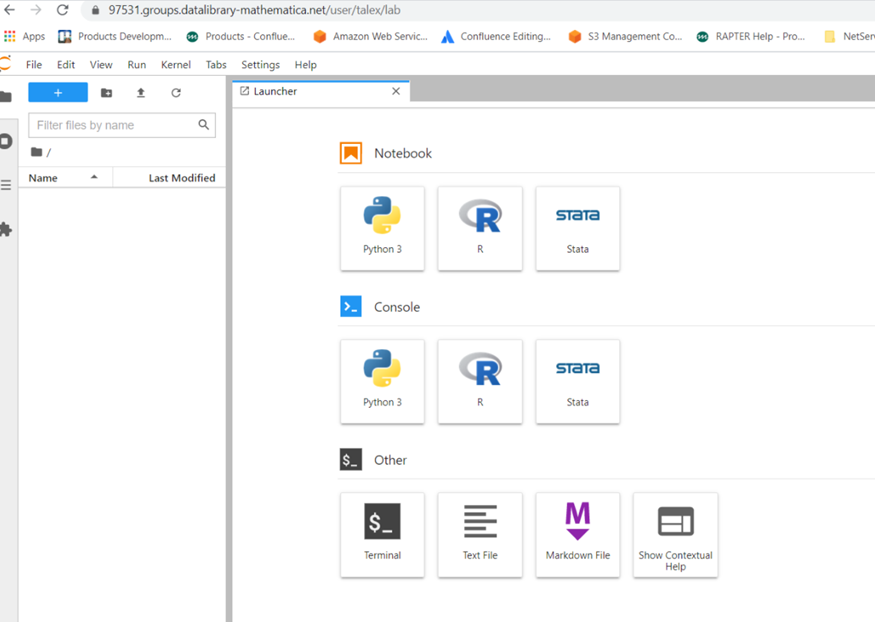 97531.groups.datalibrary-mathematica.net/user/talex/lab
Apps Products Developm... Products - Conflue... Amazon Web Servic... Confluence Editing... S3 Management Co... RAPTER Help - Pro... NetServ
File Edit View Run Kernel Tabs Settings Help
+
Launcher
Filter files by name
/
Name Last Modified
Notebook
R STATA
Python 3 R Stata
>_ Console
R STATA
Python 3 R Stata
$_ Other
$_ M
Terminal Text File Markdown File Show Contextual
Help